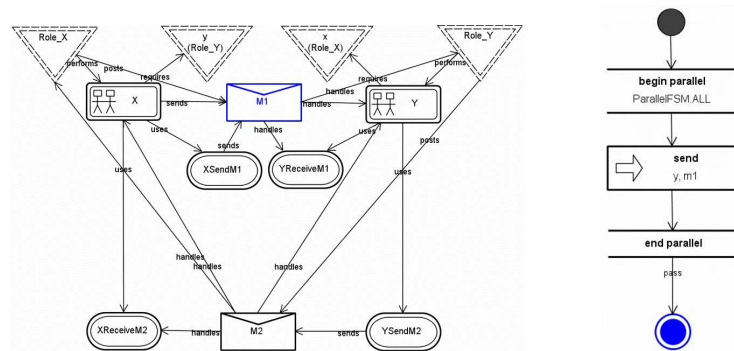 Role_X
y
(Role_Y)
x
(Role_X)
Role_Y
performs
posts
requires
requires
performs
handles
X
sends
M1
handles
Y
uses
sends
handles
uses
posts
XSendM1
YReceiveM1
uses
uses
handles
handles
handles
XReceiveM2
handles
M2
sends
YSendM2
begin parallel
ParallelFSM.ALL
send
y, m1
end parallel
pass